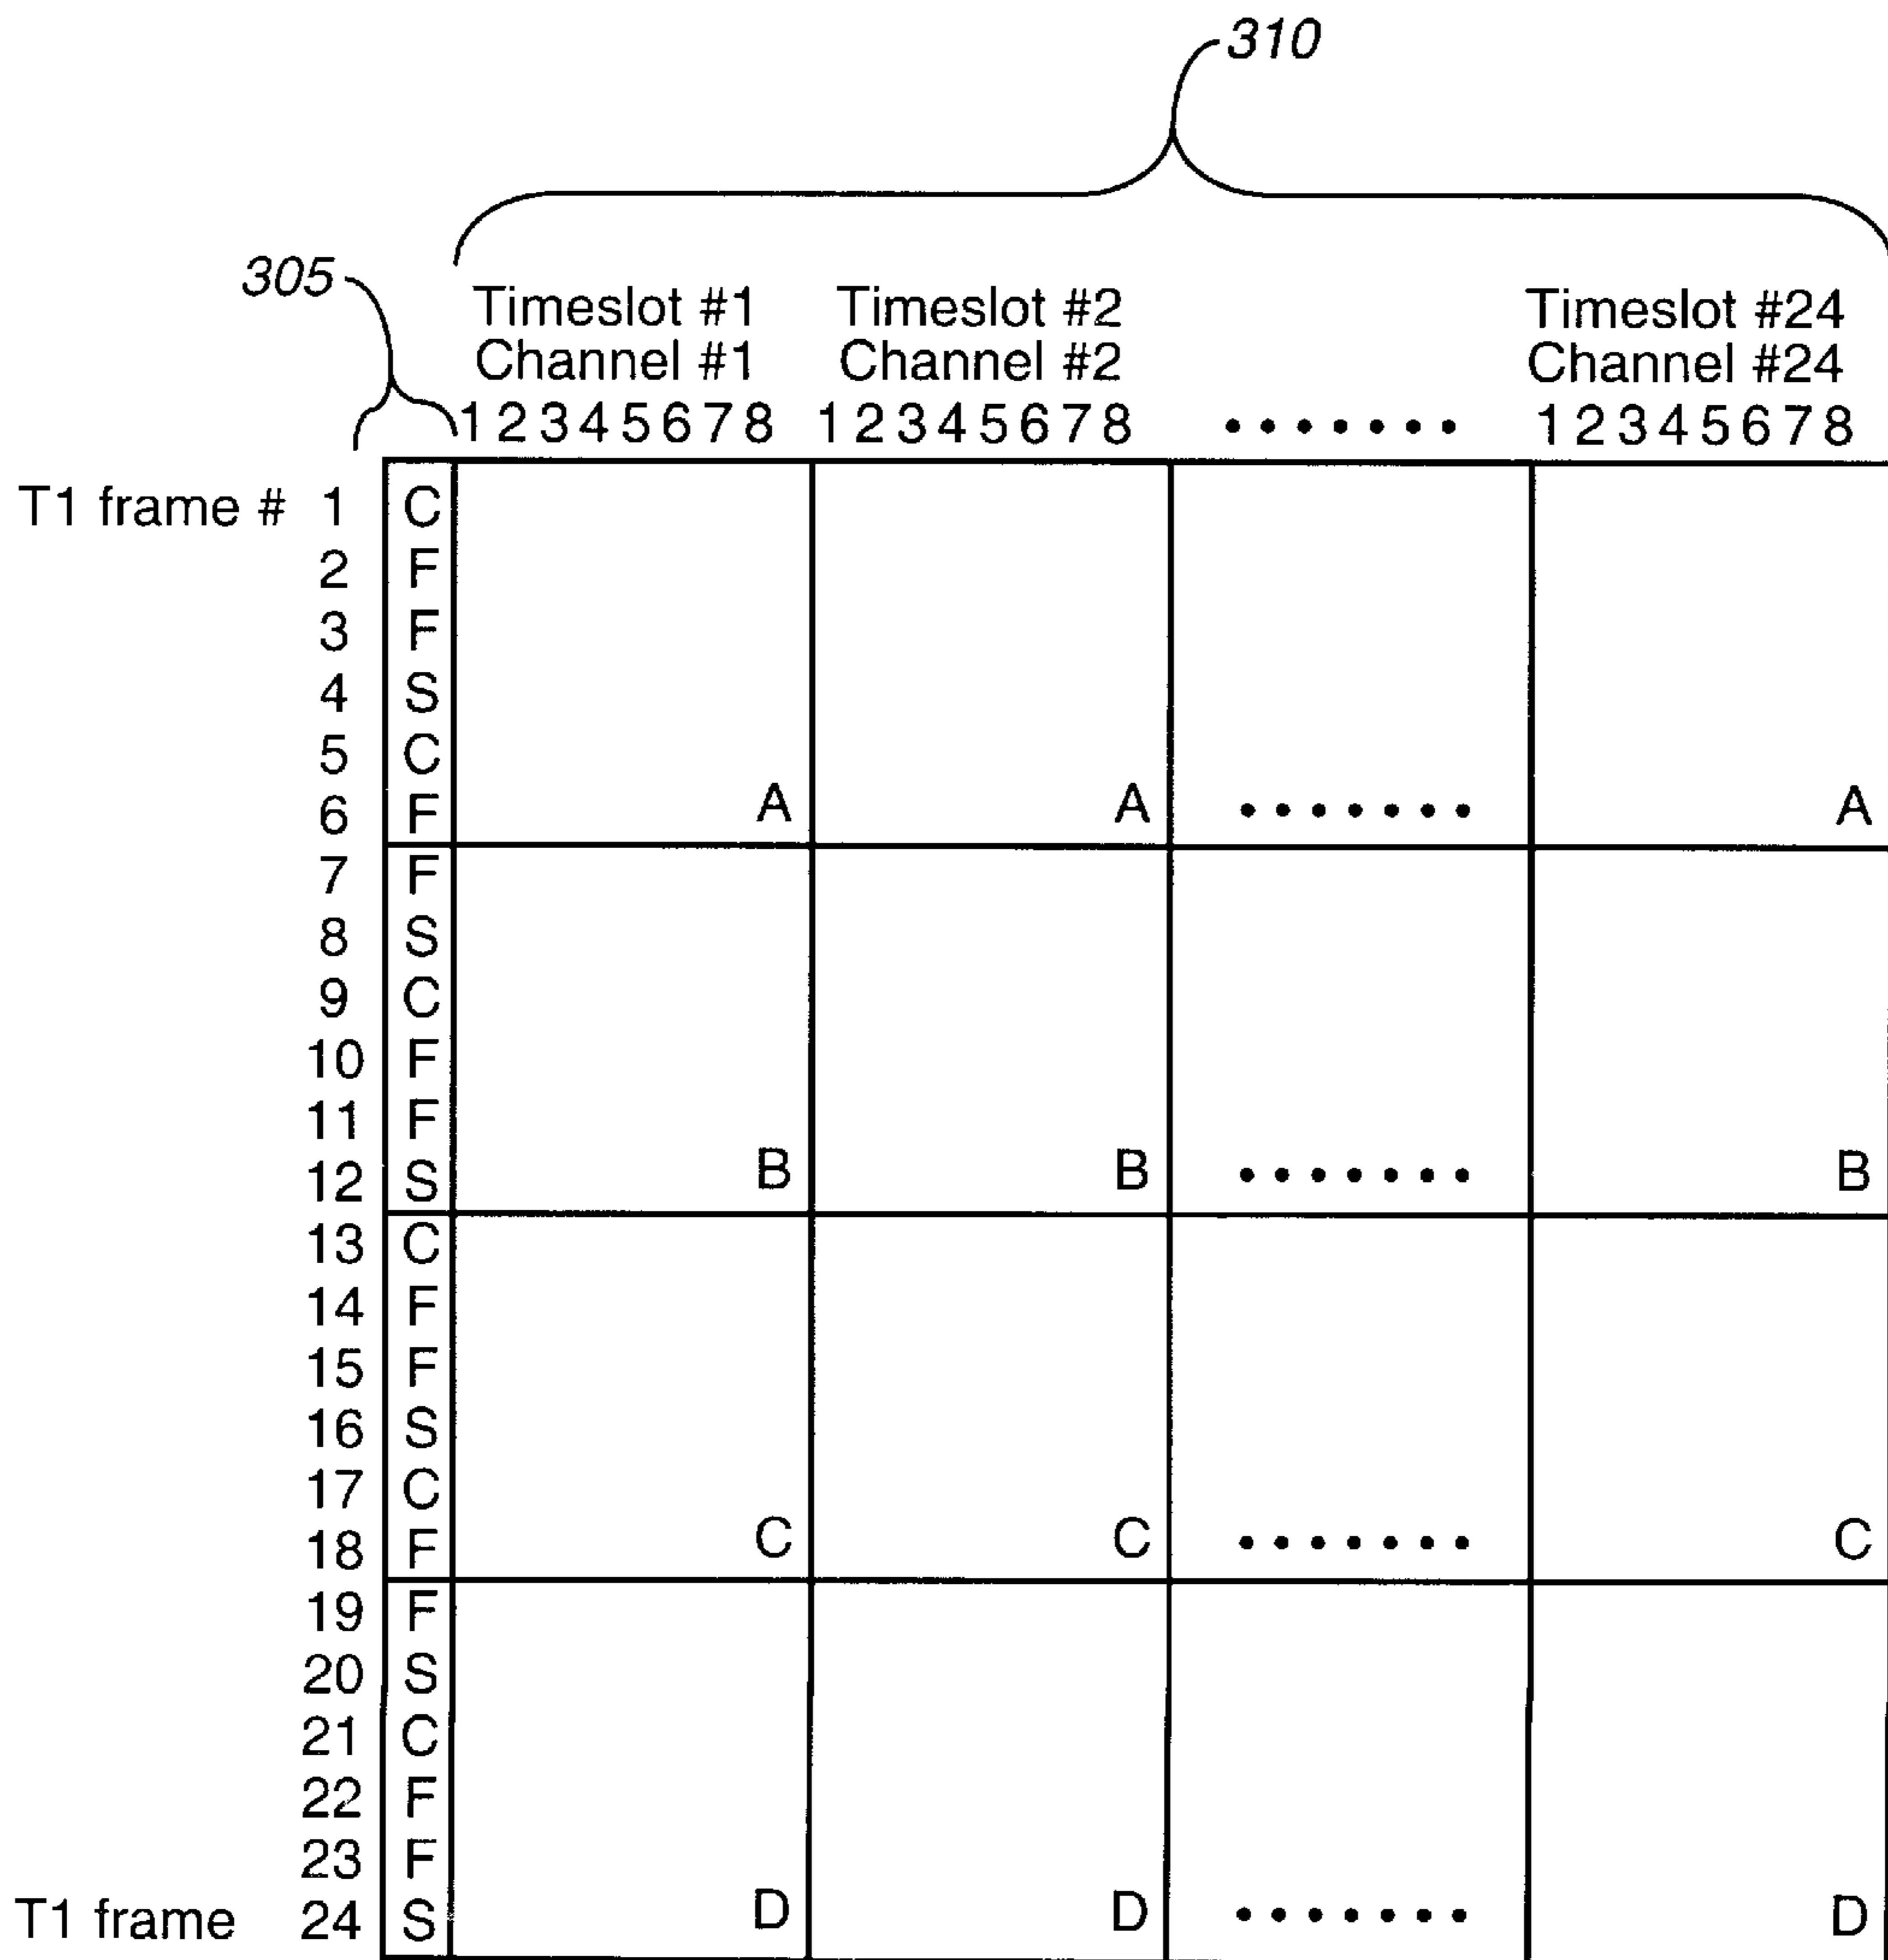 310
305
Timeslot #1 Timeslot #2 Timeslot #24
Channel #1 Channel #2 Channel #24
12345678 12345678 ....... 12345678
T1 frame # 1 C
2 F
3 F
4 S
5 C
6 F A A ....... A
7 F
8 S
9 C
10 F
11 F
12 S B B ....... B
13 C
14 F
15 F
16 S
17 C
18 F C C ....... C
19 F
20 S
21 C
22 F
23 F
T1 frame 24 S D D ....... D